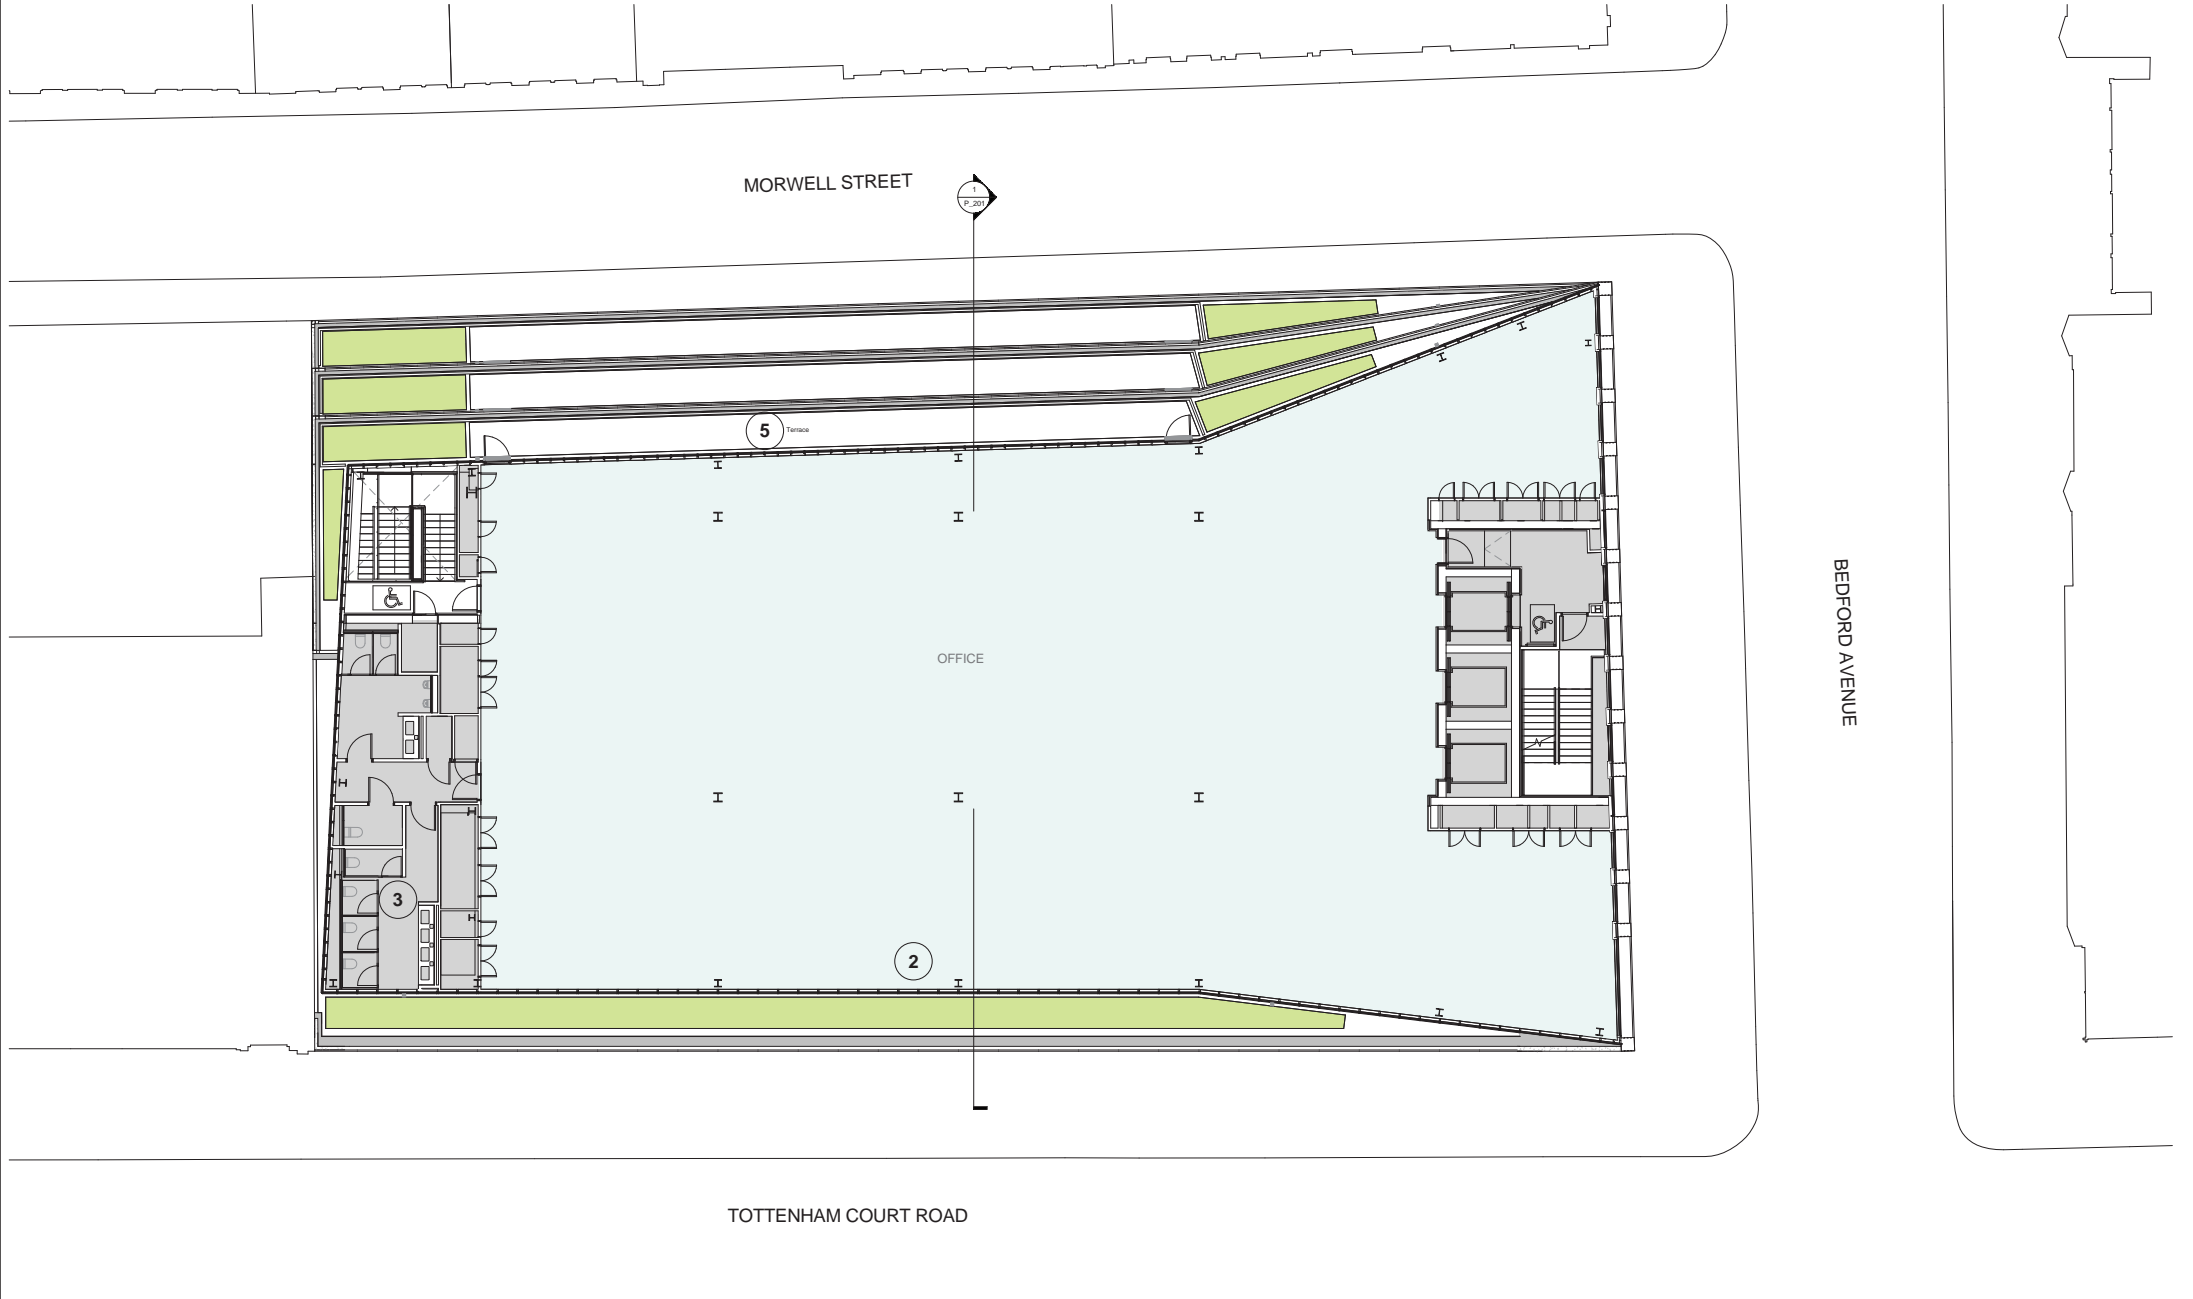 MORWELL STREET
1
P_201
5
Terrace
OFFICE
BEDFORD AVENUE
3
2
TOTTENHAM COURT ROAD